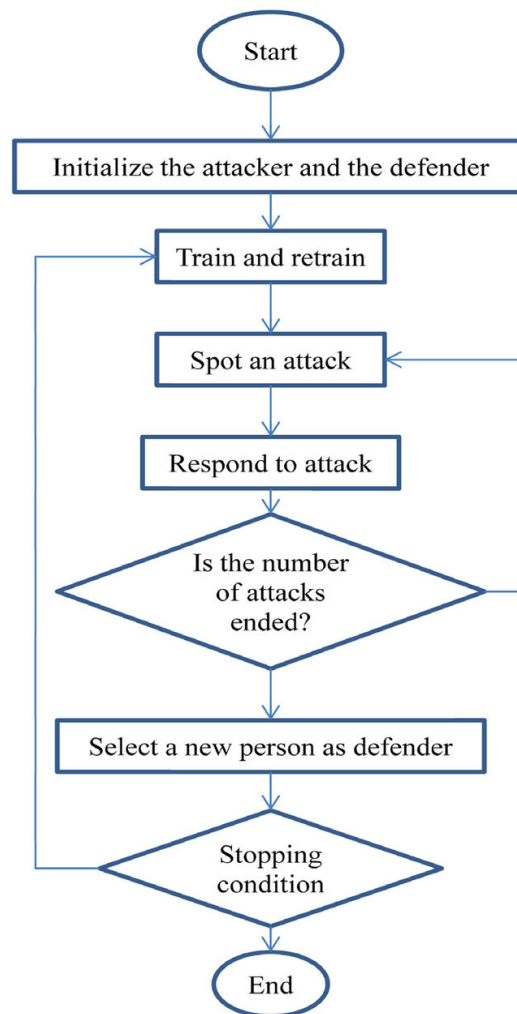 Start
Initialize the attacker and the defender
Train and retrain
Spot an attack
Respond to attack
Is the number
of attacks
ended?
Select a new person as defender
Stopping
condition
End